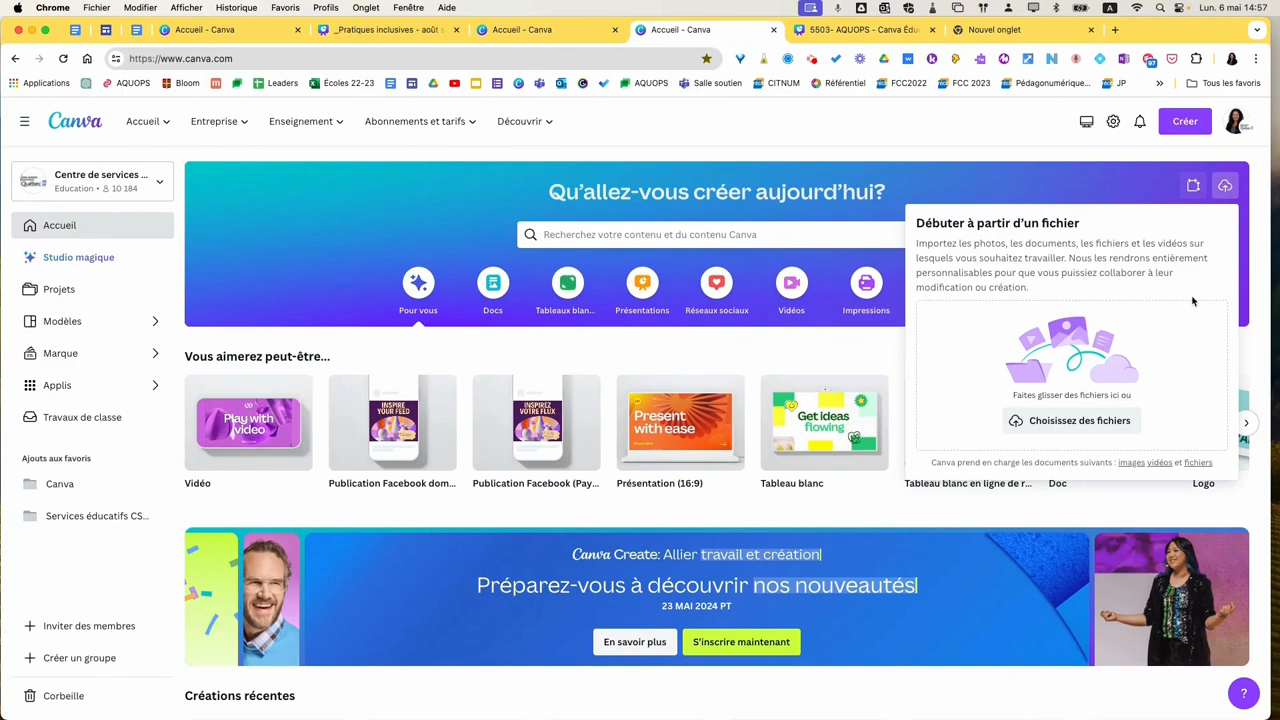 Chrome Fichier Modifier Afficher Historique Favoris Profils Onglet Fenêtre Aide
Lun. 6 mai 14:57
Accueil - Canva
_Pratiques inclusives - août
Accueil - Canva
Accueil - Canva
5503- AQUOPS - Canva Édu
Nouvel onglet
https://www.canva.com
97
Applications AQUOPS Bloom Leaders Écoles 22-23 AQUOPS Salle soutien CITNUM Référentiel FCC2022 FCC 2023 Pédagonumérique... JP » Tous les favoris
Canva Accueil Entreprise Enseignement Abonnements et tarifs Découvrir Créer
Centre de services ...
Education • 10 184
Accueil
Studio magique
Projets
Modèles
Marque
Applis
Travaux de classe
Ajouts aux favoris
Canva
Services éducatifs CS...
Inviter des membres
Créer un groupe
Corbeille
Qu'allez-vous créer aujourd'hui?
Recherchez votre contenu et du contenu Canva
Pour vous Docs Tableaux blan... Présentations Réseaux sociaux Vidéos Impressions
Débuter à partir d'un fichier
Importez les photos, les documents, les fichiers et les vidéos sur
lesquels vous souhaitez travailler. Nous les rendrons entièrement
personnalisables pour que vous puissiez collaborer à leur
modification ou création.
Faites glisser des fichiers ici ou
Choisissez des fichiers
Canva prend en charge les documents suivants : images vidéos et fichiers
Vous aimerez peut-être...
Play with
video
INSPIRE
YOUR FEED
INSPIREZ
VOTRE FLUX
Present
with ease
Get ideas
flowing
Vidéo
Publication Facebook dom...
Publication Facebook (Pay...
Présentation (16:9)
Tableau blanc
Tableau blanc en ligne de r...
Doc
Logo
Canva Create: Allier travail et création
Préparez-vous à découvrir nos nouveautés
23 MAI 2024 PT
En savoir plus
S'inscrire maintenant
Créations récentes
?